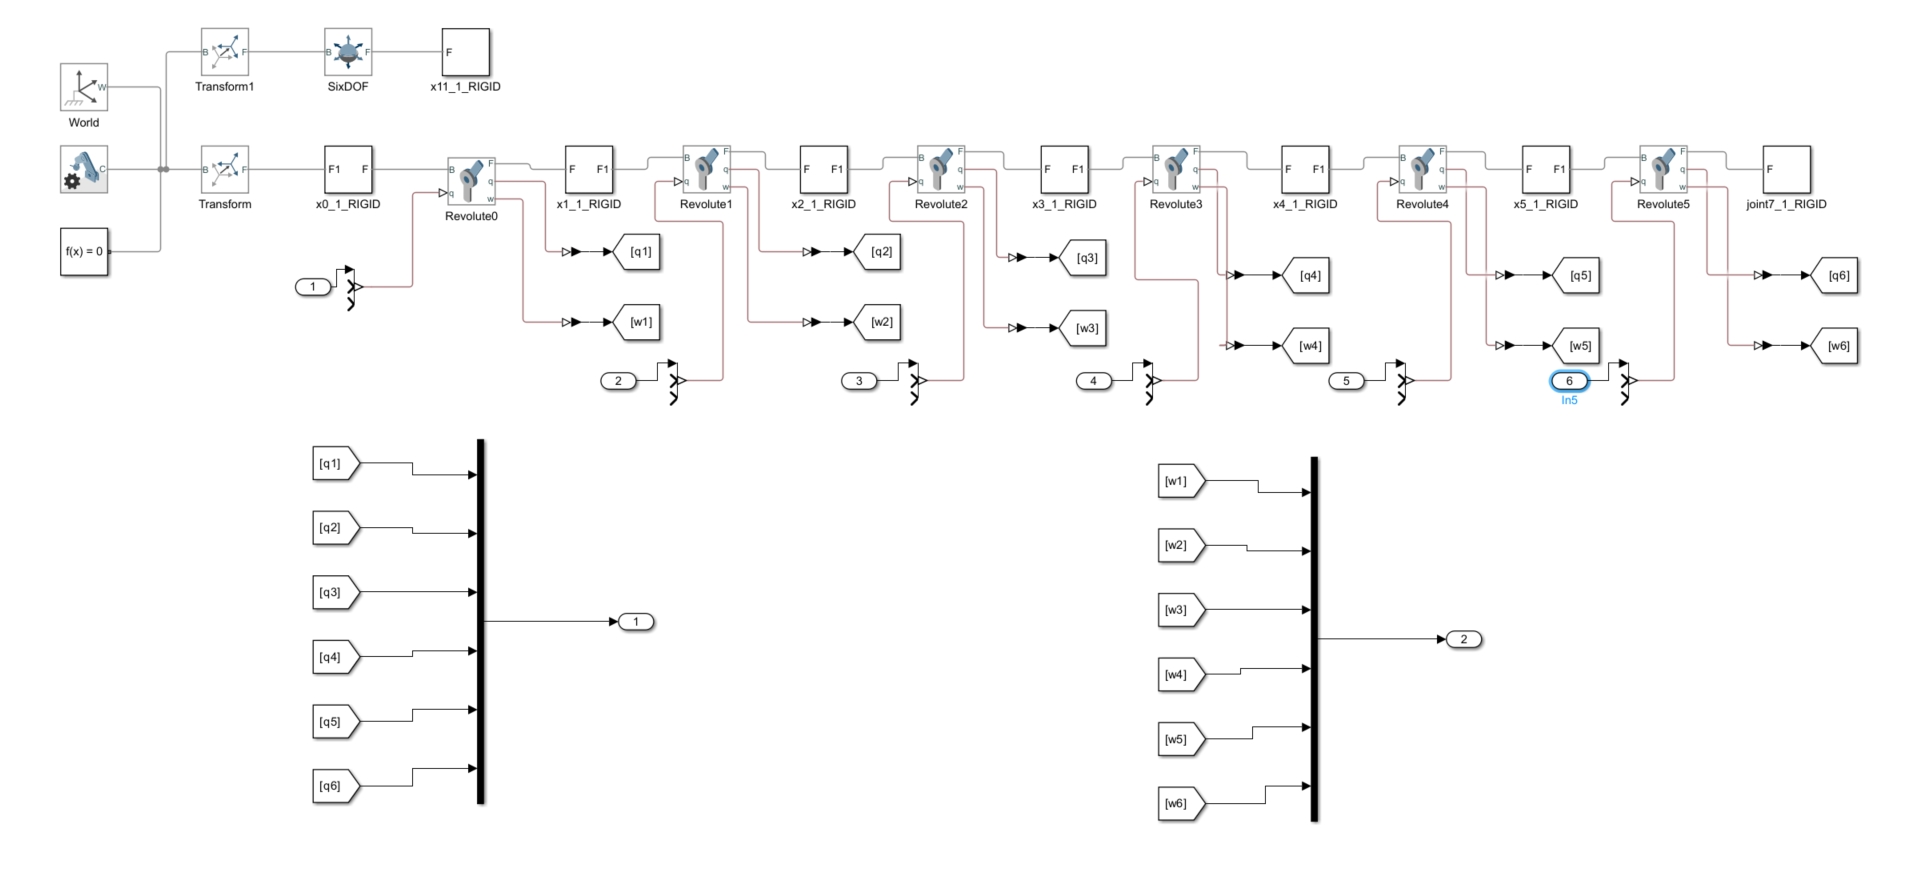 B
F
B
F
F
Transform1
SixDOF
x11_1_RIGID
W
World
C
B
F
F1
B
F
q
w
q
F
F1
B
F
q
w
q
F
F1
B
F
q
w
q
F
F1
B
F
q
w
q
F
F1
B
F
q
w
q
F
F1
B
F
q
w
q
F
Transform
x0_1_RIGID
Revolute0
x1_1_RIGID
Revolute1
x2_1_RIGID
Revolute2
x3_1_RIGID
Revolute3
x4_1_RIGID
Revolute4
x5_1_RIGID
Revolute5
joint7_1_RIGID
f(x) = 0
[q1]
[q2]
[q3]
[q4]
[q5]
[q6]
1
[w1]
[w2]
[w3]
[w4]
[w5]
[w6]
2
3
4
5
6
In5
[q1]
[q2]
[q3]
[q4]
[q5]
[q6]
1
[w1]
[w2]
[w3]
[w4]
[w5]
[w6]
2